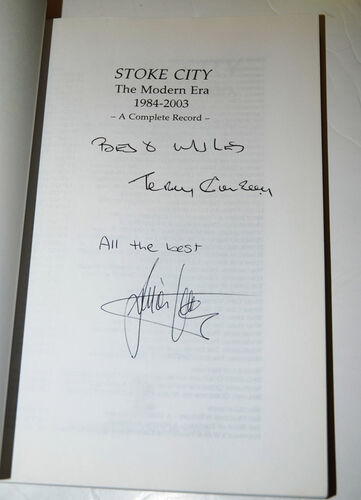 STOKE CITY
The Modern Era
1984-2003
– A Complete Record –
Best Wishes
Terry Conroy
All the best